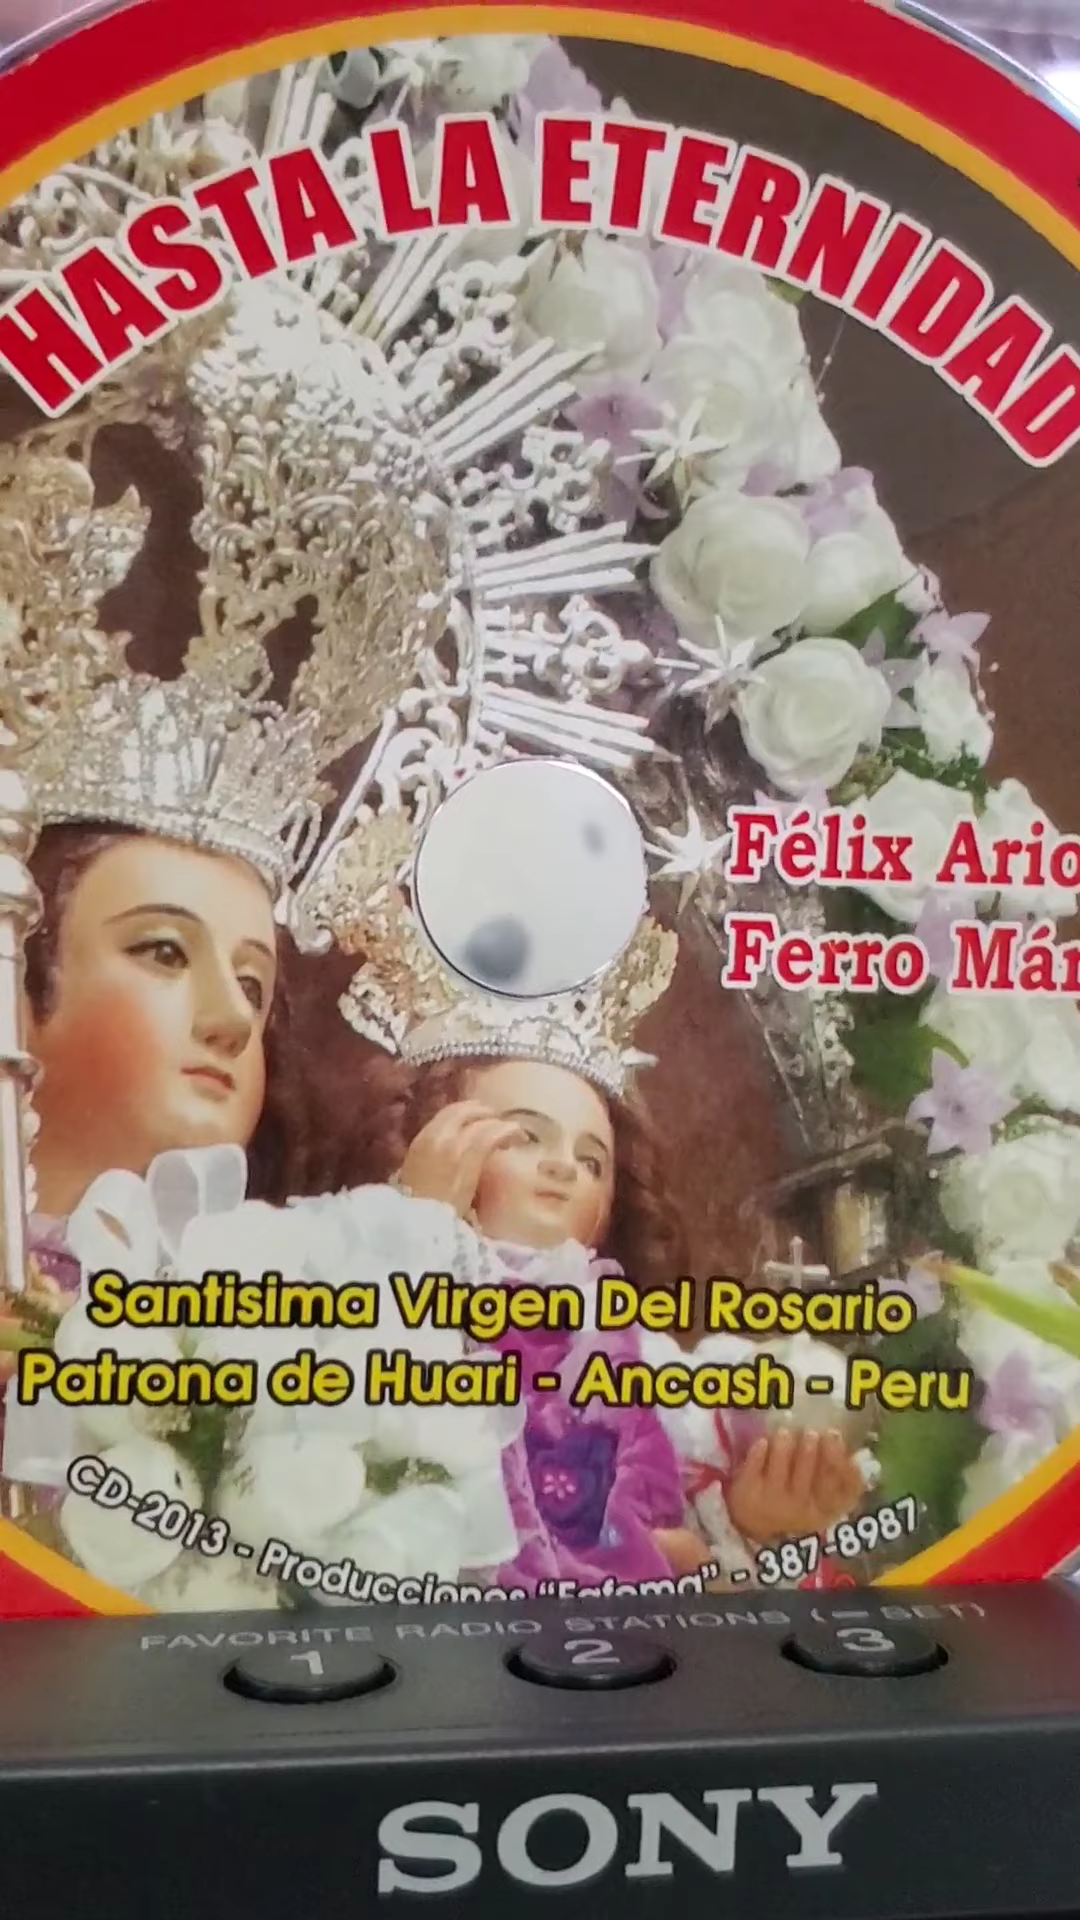 HASTA LA ETERNIDAD
Félix Ario
Ferro Már
Santisima Virgen Del Rosario
Patrona de Huari - Ancash - Peru
CD-2013 - Producciones - 387-8987
FAVORITE RADIO STATIONS (— SET)
1 2 3
SONY